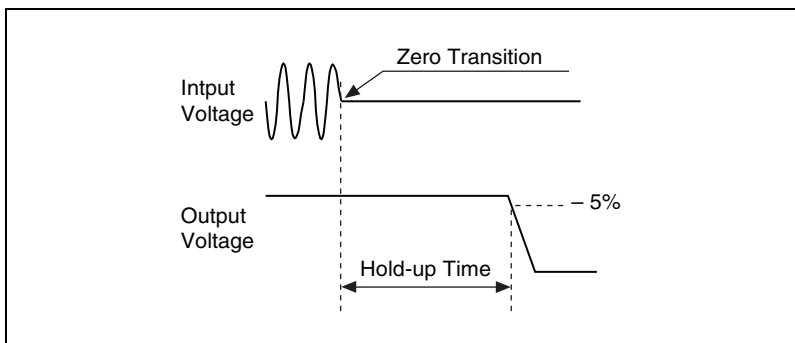 Zero Transition
Intput
Voltage
– 5%
Output
Voltage
Hold-up Time